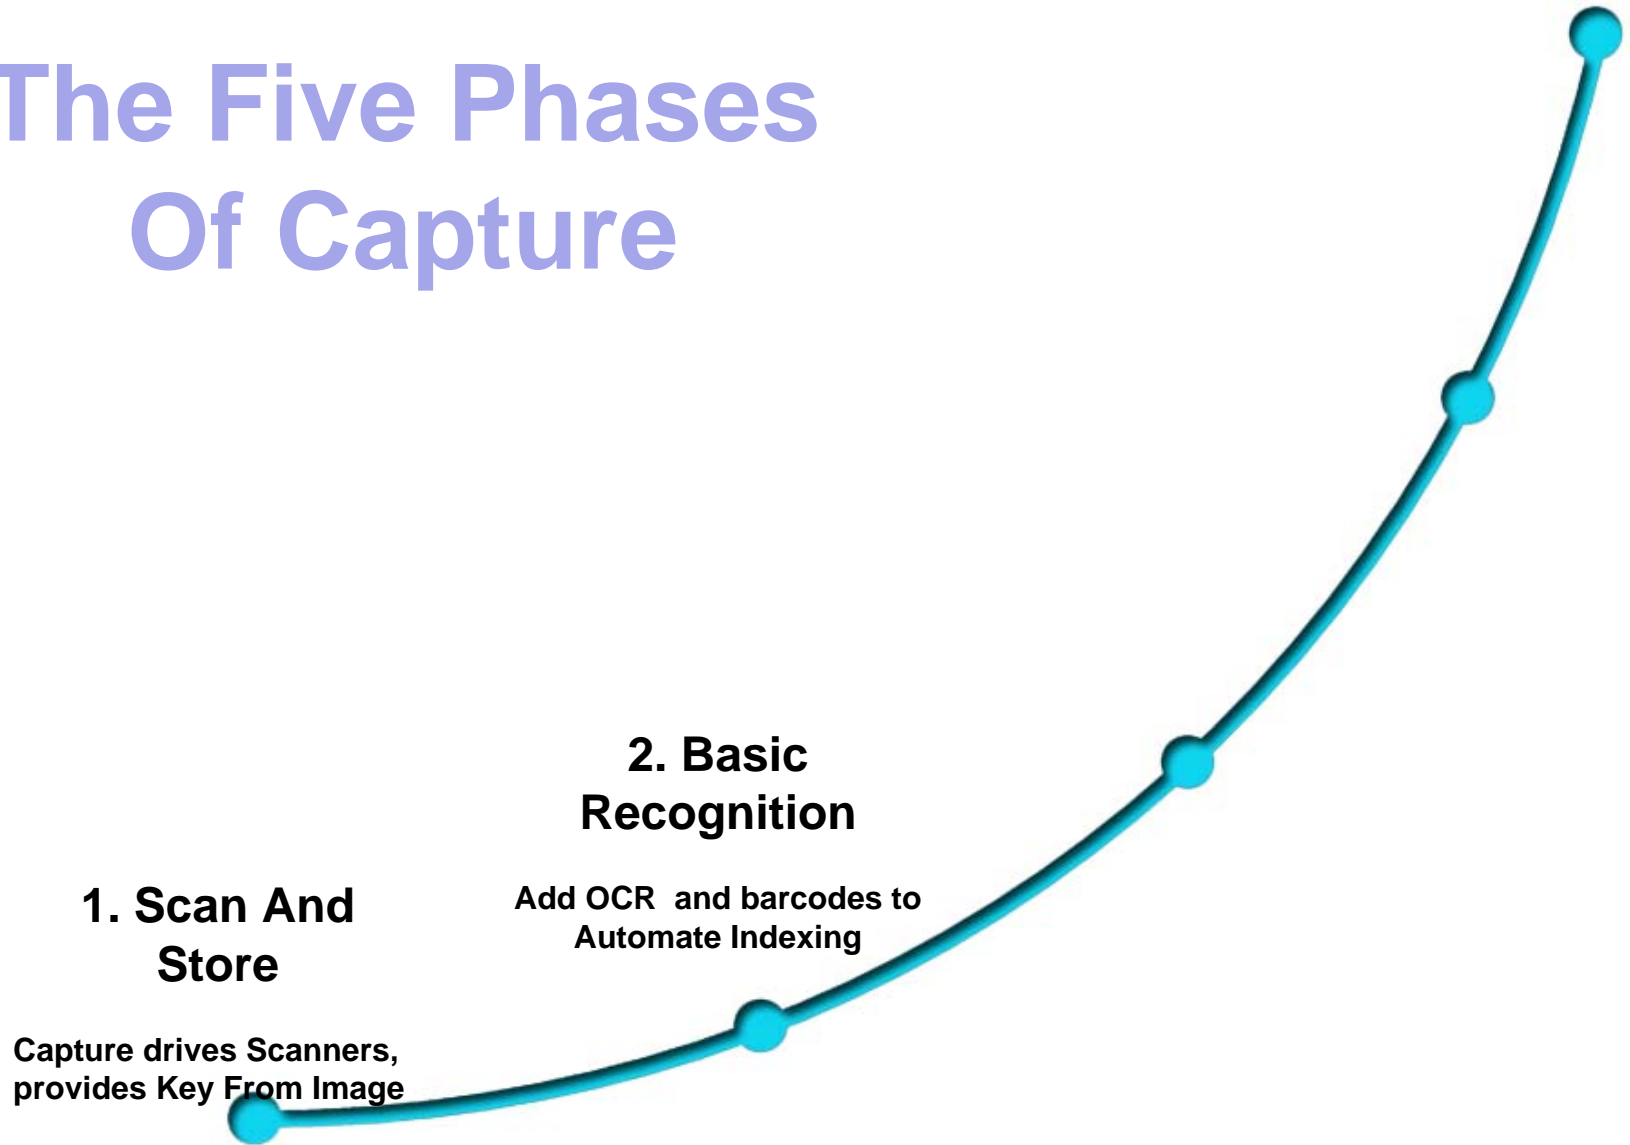 The Five Phases
Of Capture
2. Basic
Recognition
Add OCR and barcodes to
Automate Indexing
1. Scan And
Store
Capture drives Scanners,
provides Key From Image